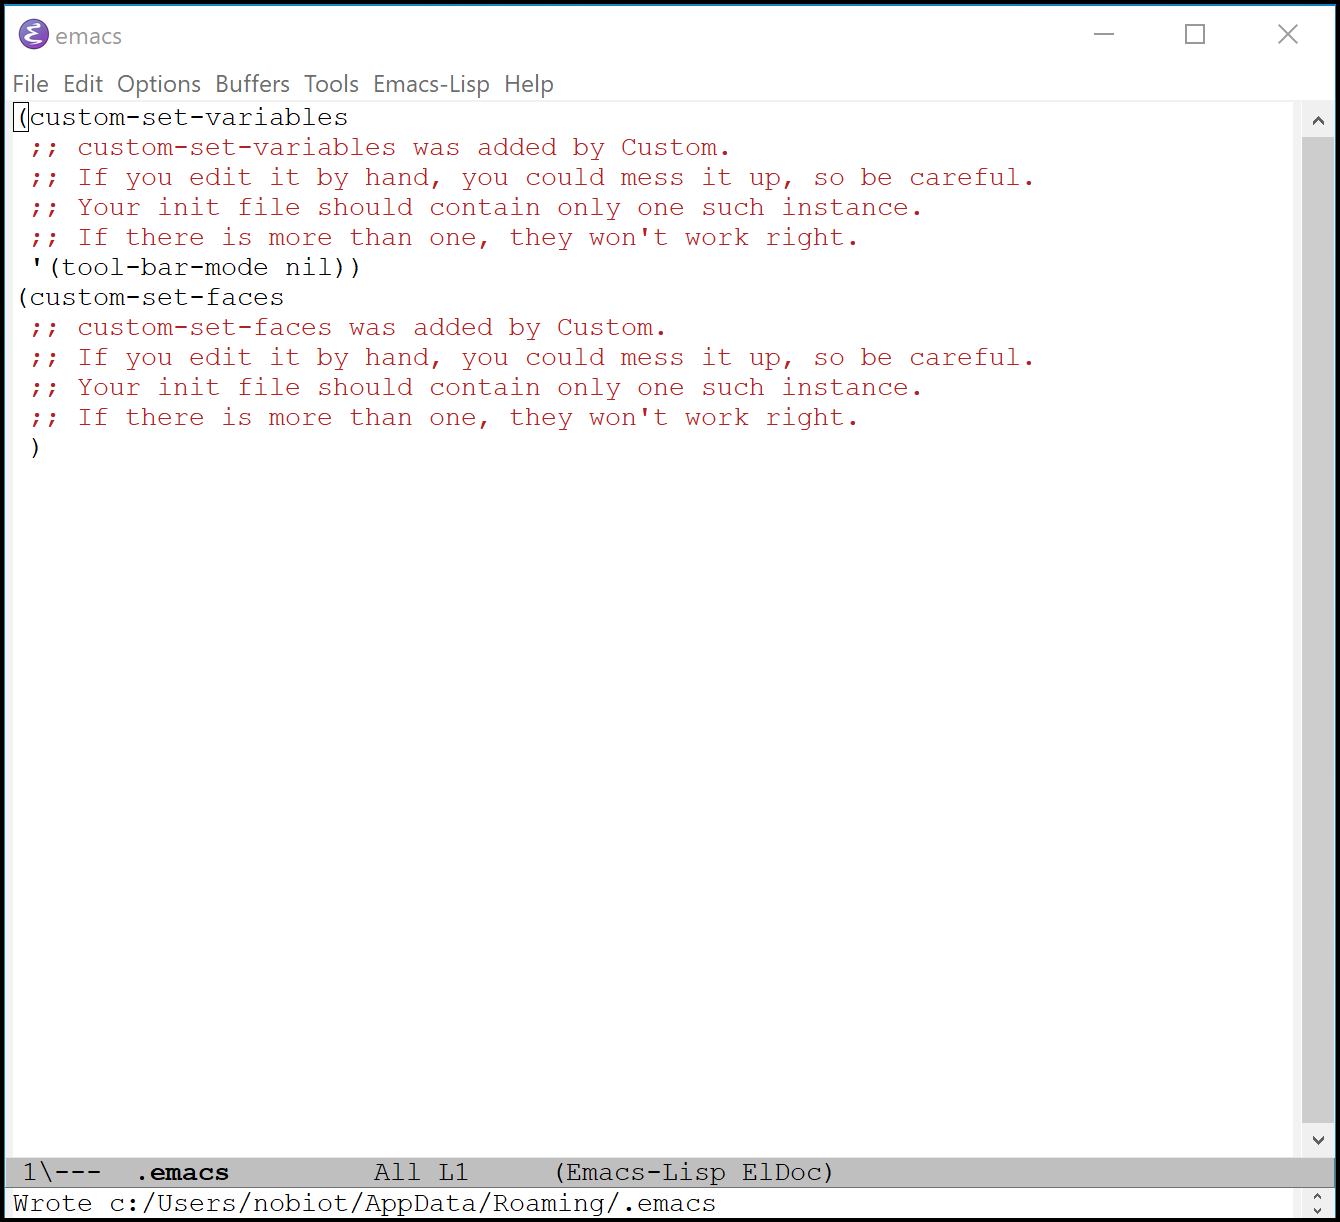 emacs
File Edit Options Buffers Tools Emacs-Lisp Help
(custom-set-variables
 ;; custom-set-variables was added by Custom.
 ;; If you edit it by hand, you could mess it up, so be careful.
 ;; Your init file should contain only one such instance.
 ;; If there is more than one, they won't work right.
 '(tool-bar-mode nil))
(custom-set-faces
 ;; custom-set-faces was added by Custom.
 ;; If you edit it by hand, you could mess it up, so be careful.
 ;; Your init file should contain only one such instance.
 ;; If there is more than one, they won't work right.
 )
1\---  .emacs         All L1     (Emacs-Lisp ElDoc)
Wrote c:/Users/nobiot/AppData/Roaming/.emacs